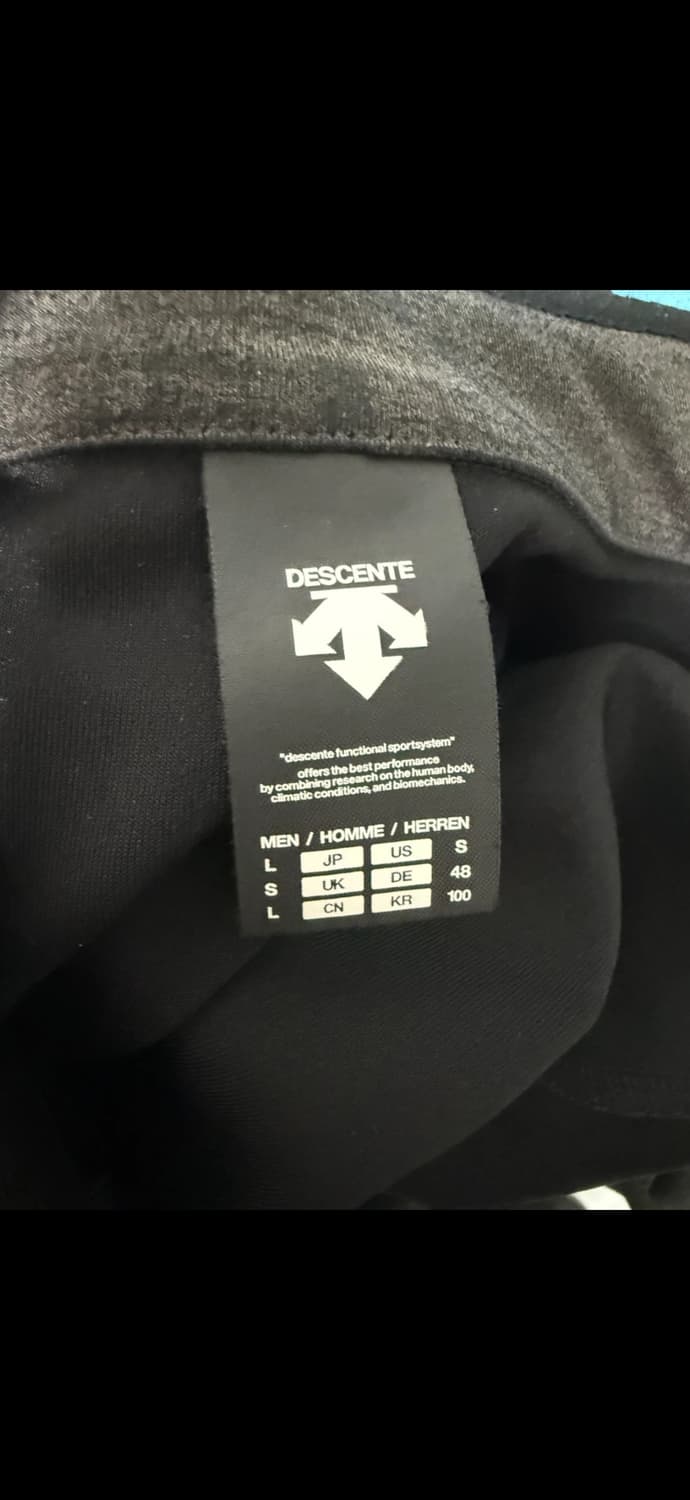 DESCENTE
"descente functional sportsystem"
offers the best performance
by combining research on the human body,
climatic conditions, and biomechanics.
MEN / HOMME / HERREN
L JP US S
S UK DE 48
L CN KR 100